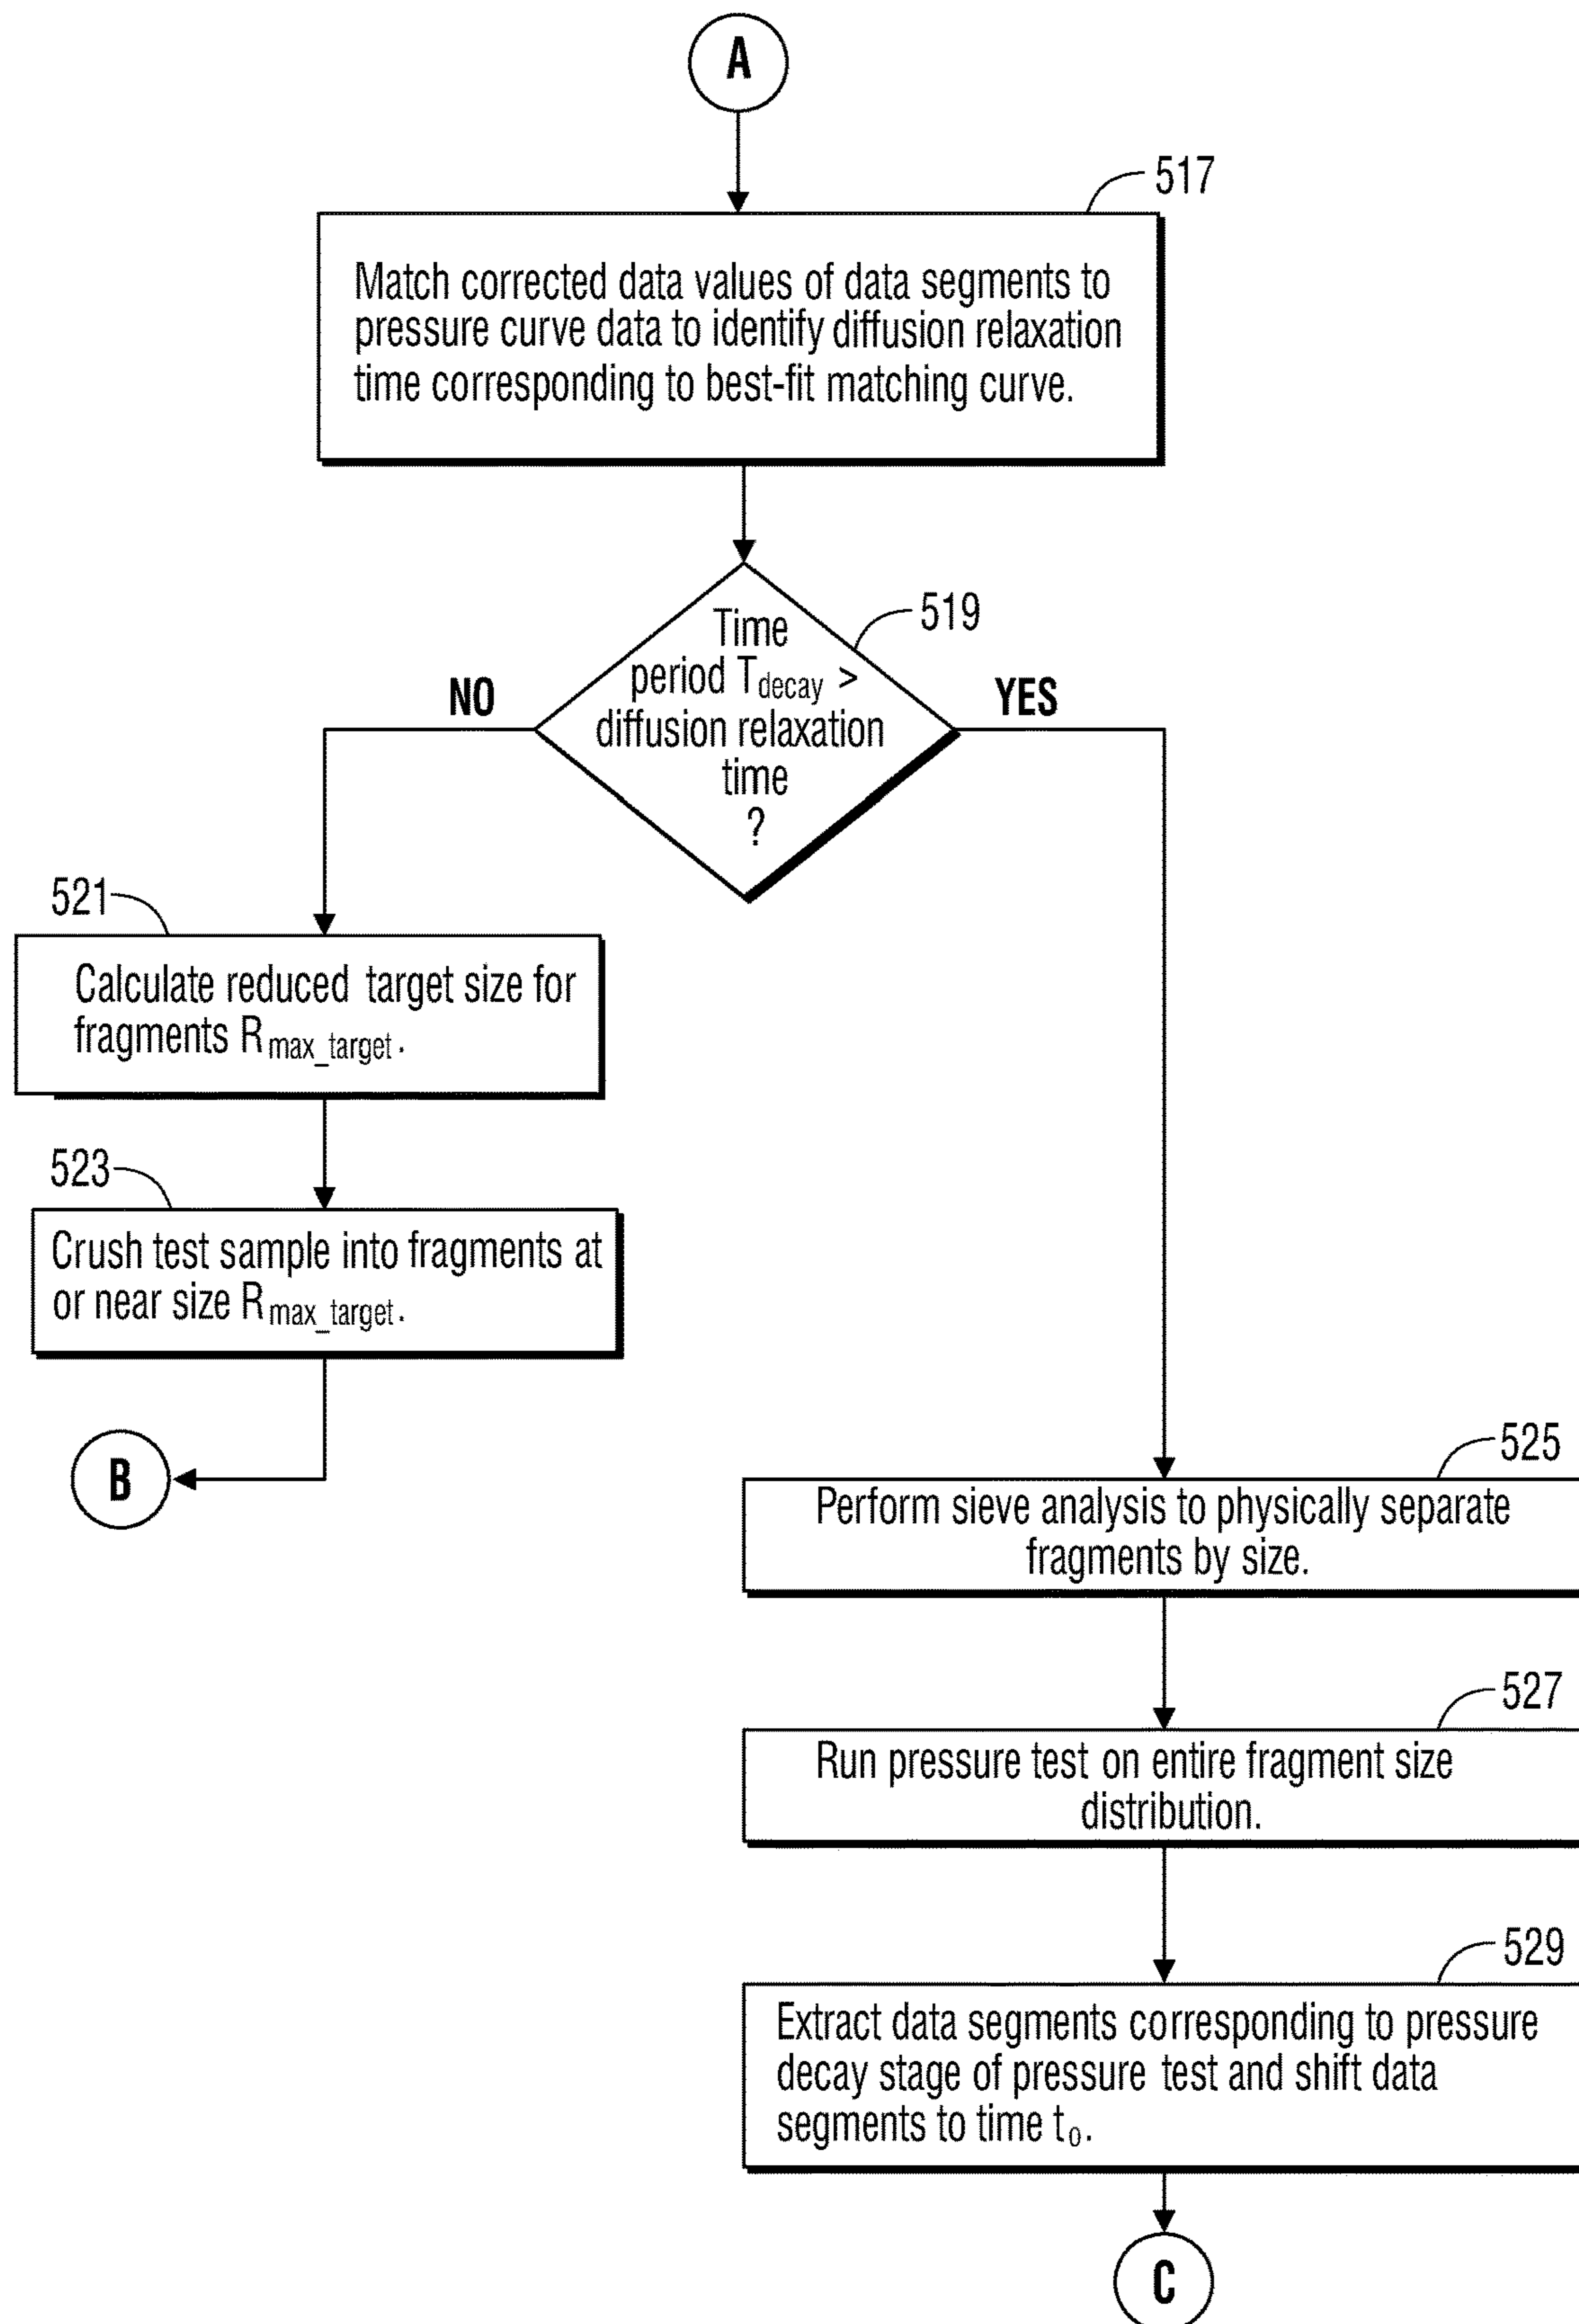 A
517
Match corrected data values of data segments to
pressure curve data to identify diffusion relaxation
time corresponding to best-fit matching curve.
519
Time
period T decay >
diffusion relaxation
time
?
NO
YES
521
Calculate reduced target size for
fragments R max_target.
523
Crush test sample into fragments at
or near size R max_target.
B
525
Perform sieve analysis to physically separate
fragments by size.
527
Run pressure test on entire fragment size
distribution.
529
Extract data segments corresponding to pressure
decay stage of pressure test and shift data
segments to time t0.
C